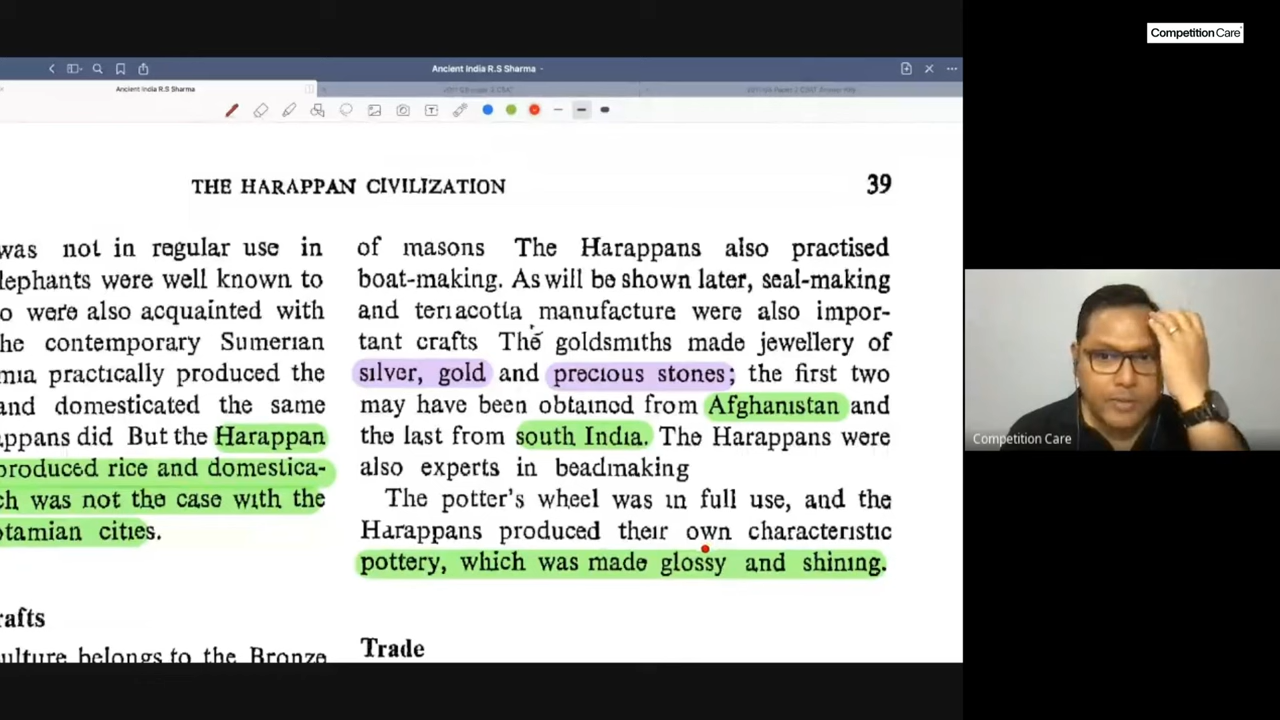 CompetitionCare
Ancient India R.S Sharma
Ancient India R.S Sharma
THE HARAPPAN CIVILIZATION
39
was not in regular use in
lephants were well known to
o were also acquainted with
he contemporary Sumerian
mia practically produced the
and domesticated the same
appans did But the Harappan
produced rice and domestica-
ch was not the case with the
otamian cities.
rafts
ulture belongs to the Bronze
of masons The Harappans also practised
boat-making. As will be shown later, seal-making
and terracotta manufacture were also impor-
tant crafts The goldsmiths made jewellery of
silver, gold and precious stones; the first two
may have been obtained from Afghanistan and
the last from south India. The Harappans were
also experts in beadmaking
The potter's wheel was in full use, and the
Harappans produced their own characteristic
pottery, which was made glossy and shining.
Trade
Competition Care